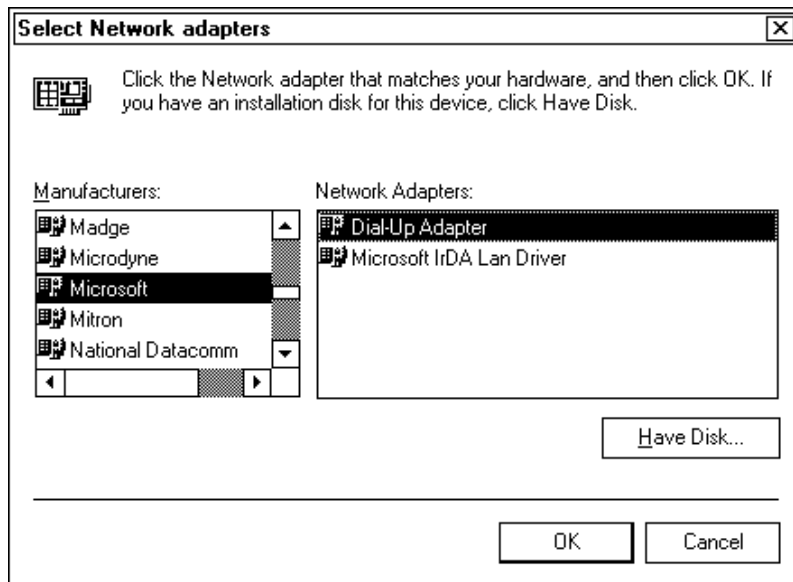 Select Network adapters
Click the Network adapter that matches your hardware, and then click OK. If
you have an installation disk for this device, click Have Disk.
Manufacturers:
Madge
Microdyne
Microsoft
Mitron
National Datacomm
Network Adapters:
Dial-Up Adapter
Microsoft IrDA Lan Driver
Have Disk...
OK
Cancel